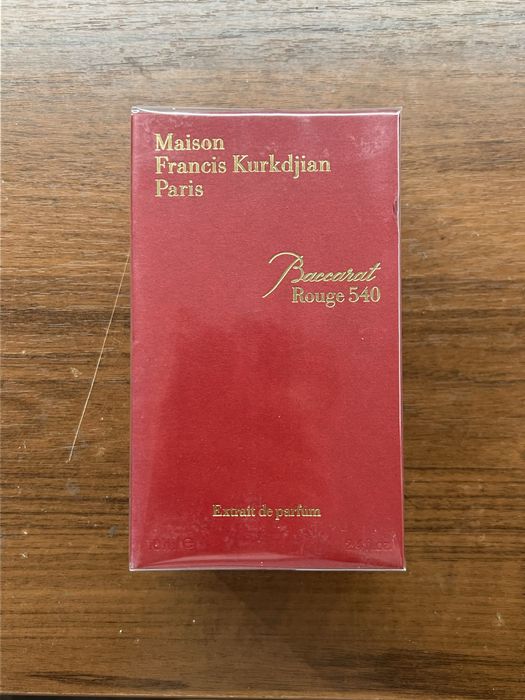 Maison
Francis Kurkdjian
Paris
Baccarat
Rouge 540
Extrait de parfum